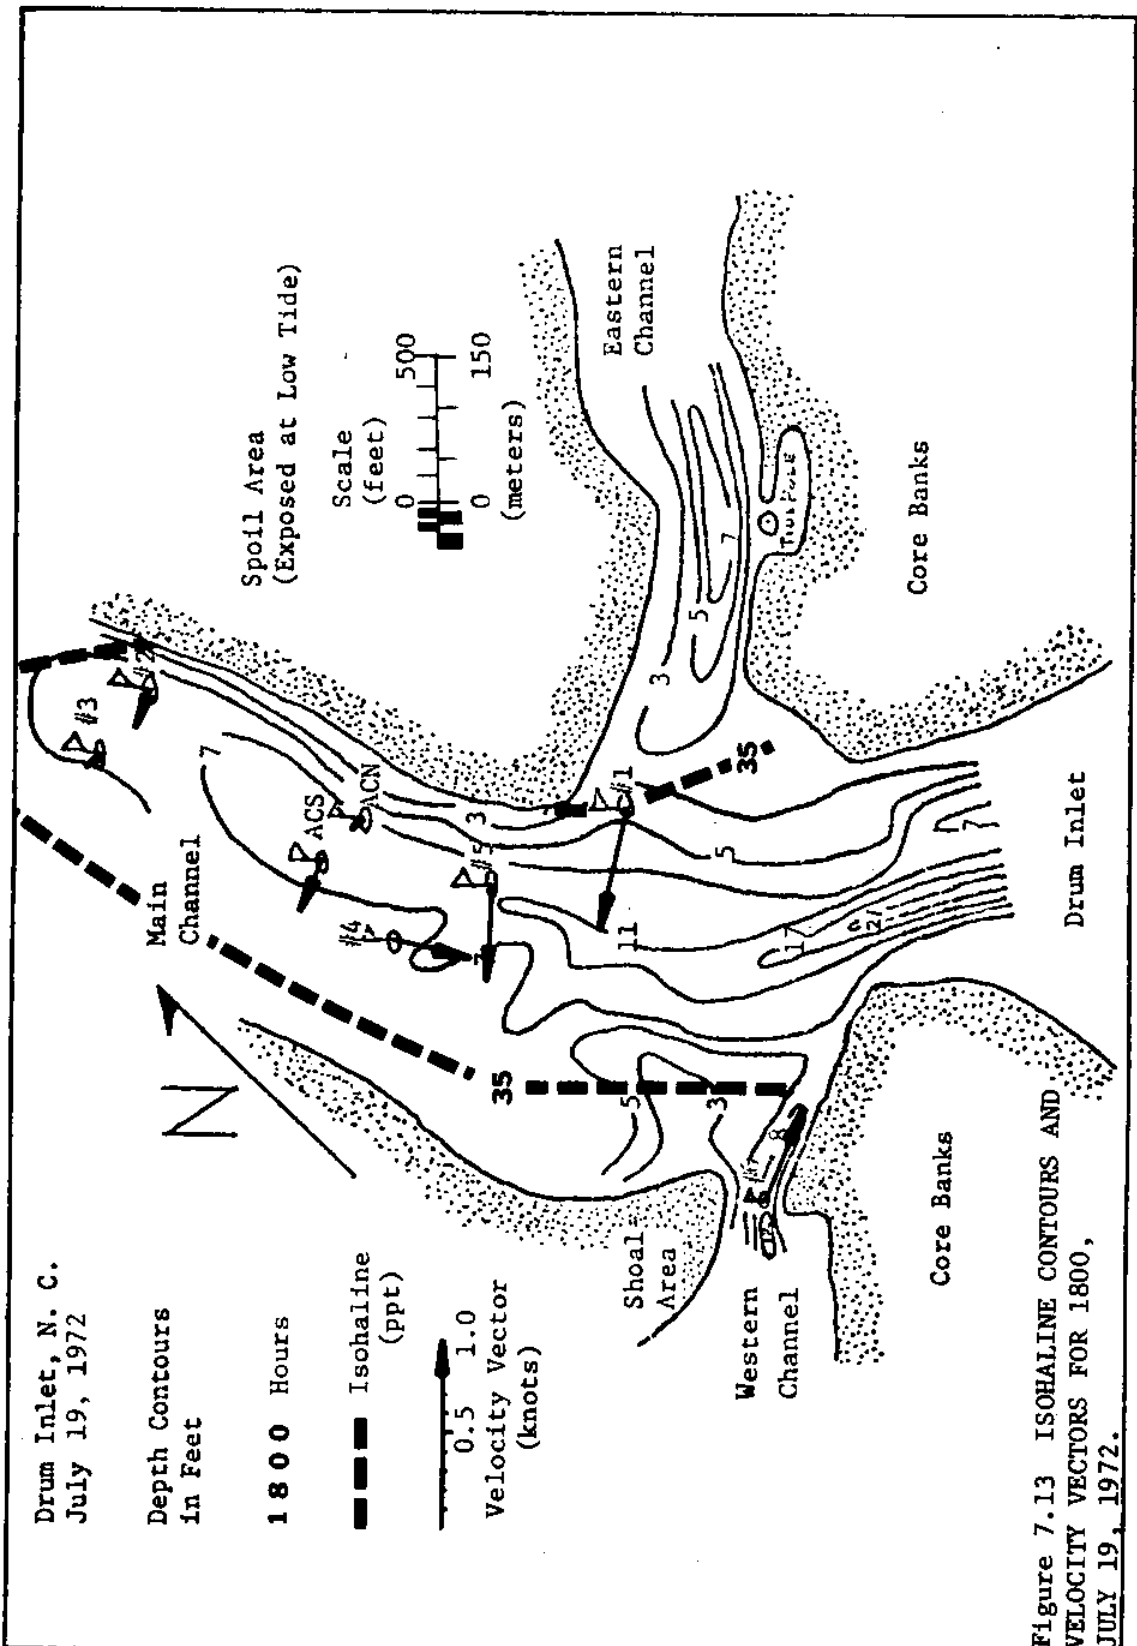 Drum Inlet, N. C.
July 19, 1972
Depth Contours
in Feet
1800 Hours
Isohaline
(ppt)
0.5 1.0
Velocity Vector
(knots)
N
Main
Channel
#3
#2
#4
ACS
ACN
#5
#1
Spoil Area
(Exposed at Low Tide)
Scale
(feet)
0 500
0 150
(meters)
Eastern
Channel
Shoal
Area
Western
Channel
35
35
7
3
7
5
11
17
21
7
5
3
8
3
5
7
Core Banks
Drum Inlet
Core Banks
Figure 7.13 ISOHALINE CONTOURS AND
VELOCITY VECTORS FOR 1800,
JULY 19, 1972.